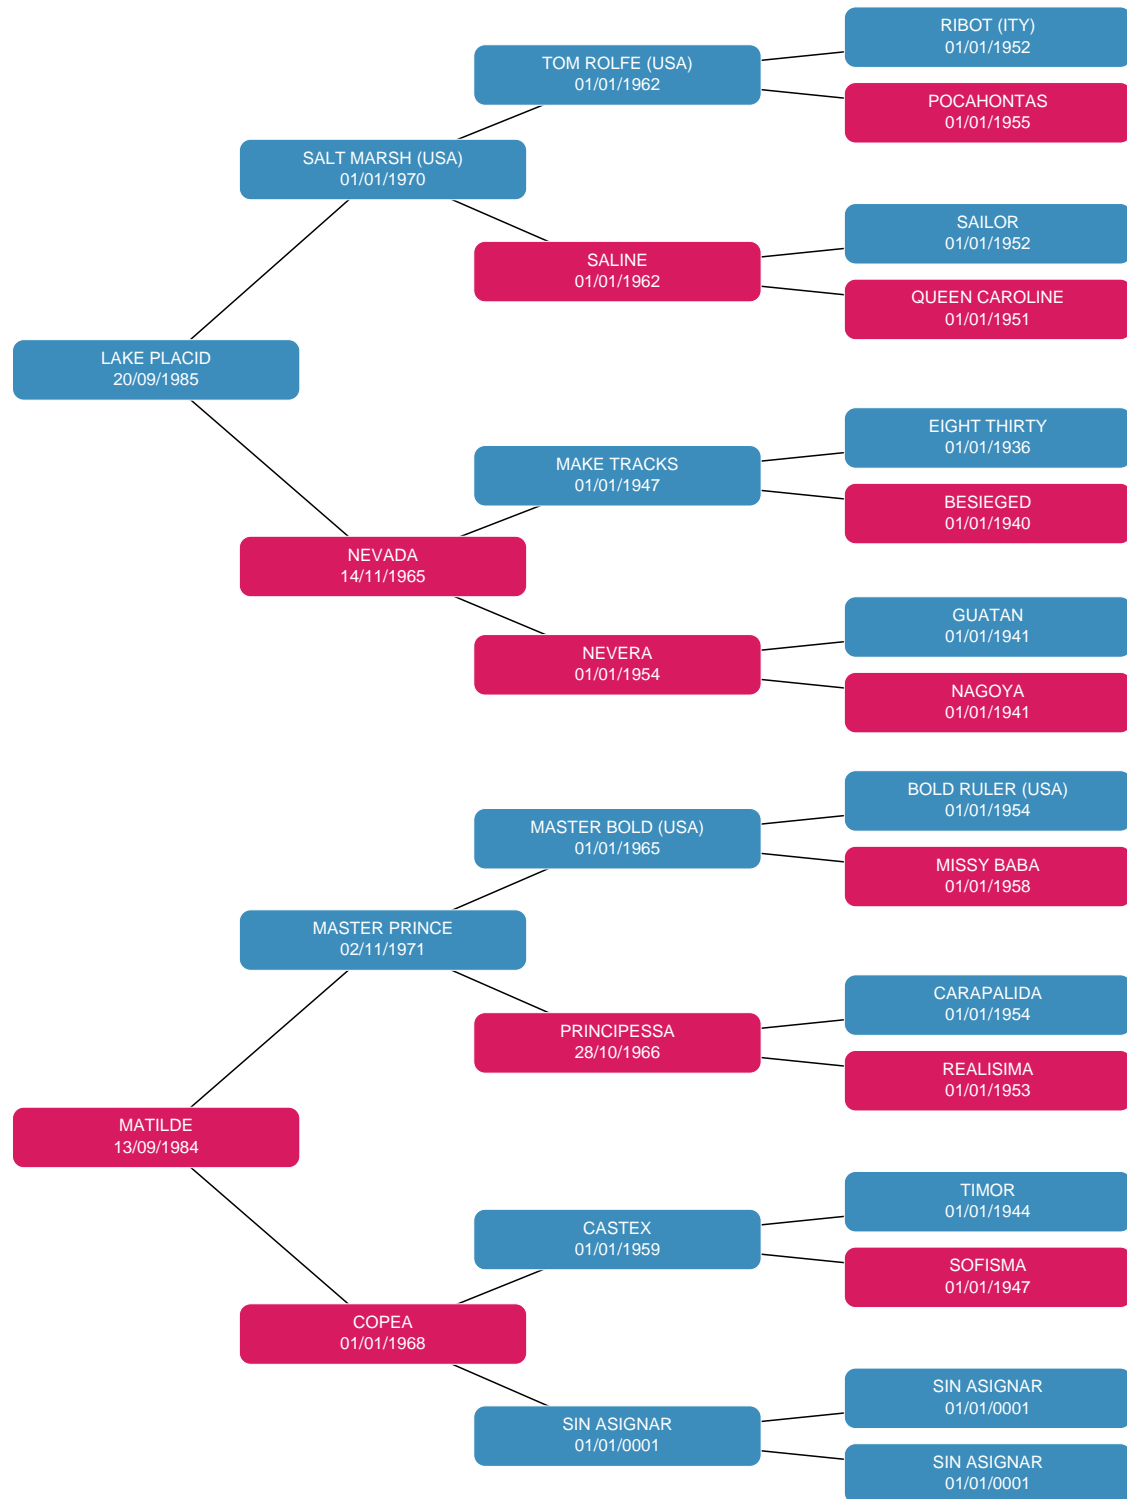 RIBOT (ITY)
01/01/1952
TOM ROLFE (USA)
01/01/1962
POCAHONTAS
01/01/1955
SALT MARSH (USA)
01/01/1970
SAILOR
01/01/1952
SALINE
01/01/1962
QUEEN CAROLINE
01/01/1951
LAKE PLACID
20/09/1985
EIGHT THIRTY
01/01/1936
MAKE TRACKS
01/01/1947
BESIEGED
01/01/1940
NEVADA
14/11/1965
GUATAN
01/01/1941
NEVERA
01/01/1954
NAGOYA
01/01/1941
BOLD RULER (USA)
01/01/1954
MASTER BOLD (USA)
01/01/1965
MISSY BABA
01/01/1958
MASTER PRINCE
02/11/1971
CARAPALIDA
01/01/1954
PRINCIPESSA
28/10/1966
REALISIMA
01/01/1953
MATILDE
13/09/1984
TIMOR
01/01/1944
CASTEX
01/01/1959
SOFISMA
01/01/1947
COPEA
01/01/1968
SIN ASIGNAR
01/01/0001
SIN ASIGNAR
01/01/0001
SIN ASIGNAR
01/01/0001